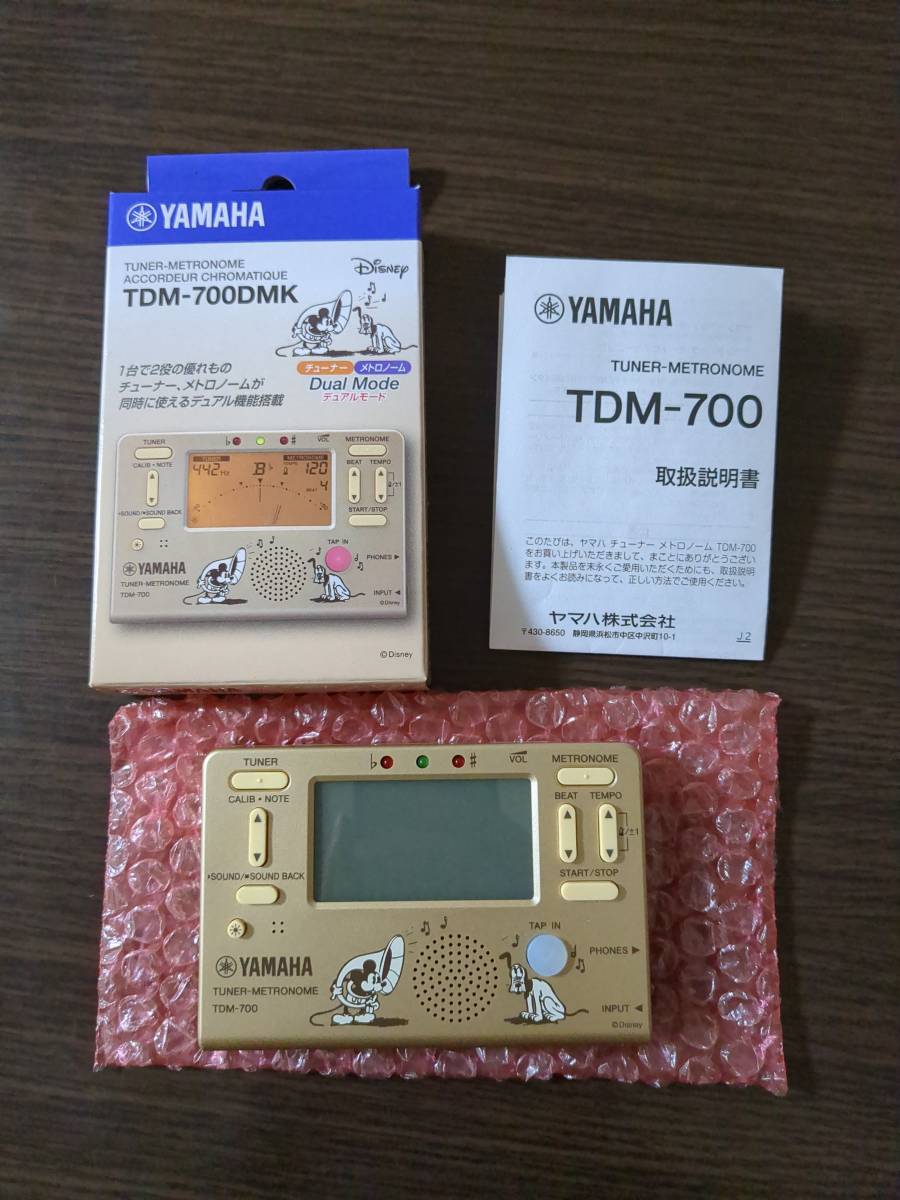 YAMAHA
TUNER-METRONOME
ACCORDEUR CHROMATIQUE
TDM-700DMK
Disney
1台で2役の優れもの
チューナー、メトロノームが
同時に使えるデュアル機能搭載
チューナー メトロノーム
Dual Mode
デュアルモード
TUNER
♭ ♯ VOL
METRONOME
CALIB • NOTE
BEAT TEMPO
TUNER METRONOME
442 Hz B♭ TEMPO 120
BEAT 4
±1
SOUND/SOUND BACK
START/STOP
TAP IN
YAMAHA
PHONES ▶
TUNER-METRONOME
TDM-700
INPUT ◀
©Disney
©Disney
YAMAHA
TUNER-METRONOME
TDM-700
取扱説明書
このたびは、ヤマハ チューナー メトロノーム TDM-700
をお買い上げいただきまして、まことにありがとうござい
ます。本製品を末永くご愛用いただくためにも、取扱説明
書をよくお読みになって、正しい方法でご使用ください。
ヤマハ株式会社
〒430-8650 静岡県浜松市中区中沢町10-1
J2
TUNER
♭ ♯ VOL
METRONOME
CALIB • NOTE
BEAT TEMPO
/±1
SOUND/SOUND BACK
START/STOP
TAP IN
PHONES ▶
YAMAHA
TUNER-METRONOME
TDM-700
INPUT ◀
©Disney